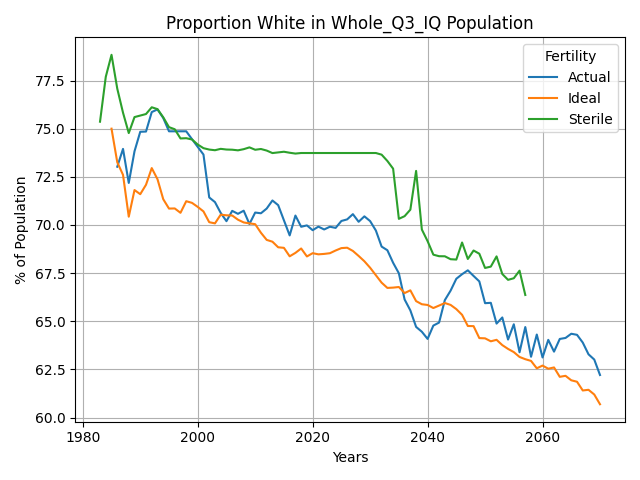 Proportion White in Whole_Q3_IQ Population
% of Population
77.5
75.0
72.5
70.0
67.5
65.0
62.5
60.0
1980
2000
2020
2040
2060
Years
Fertility
Actual
Ideal
Sterile